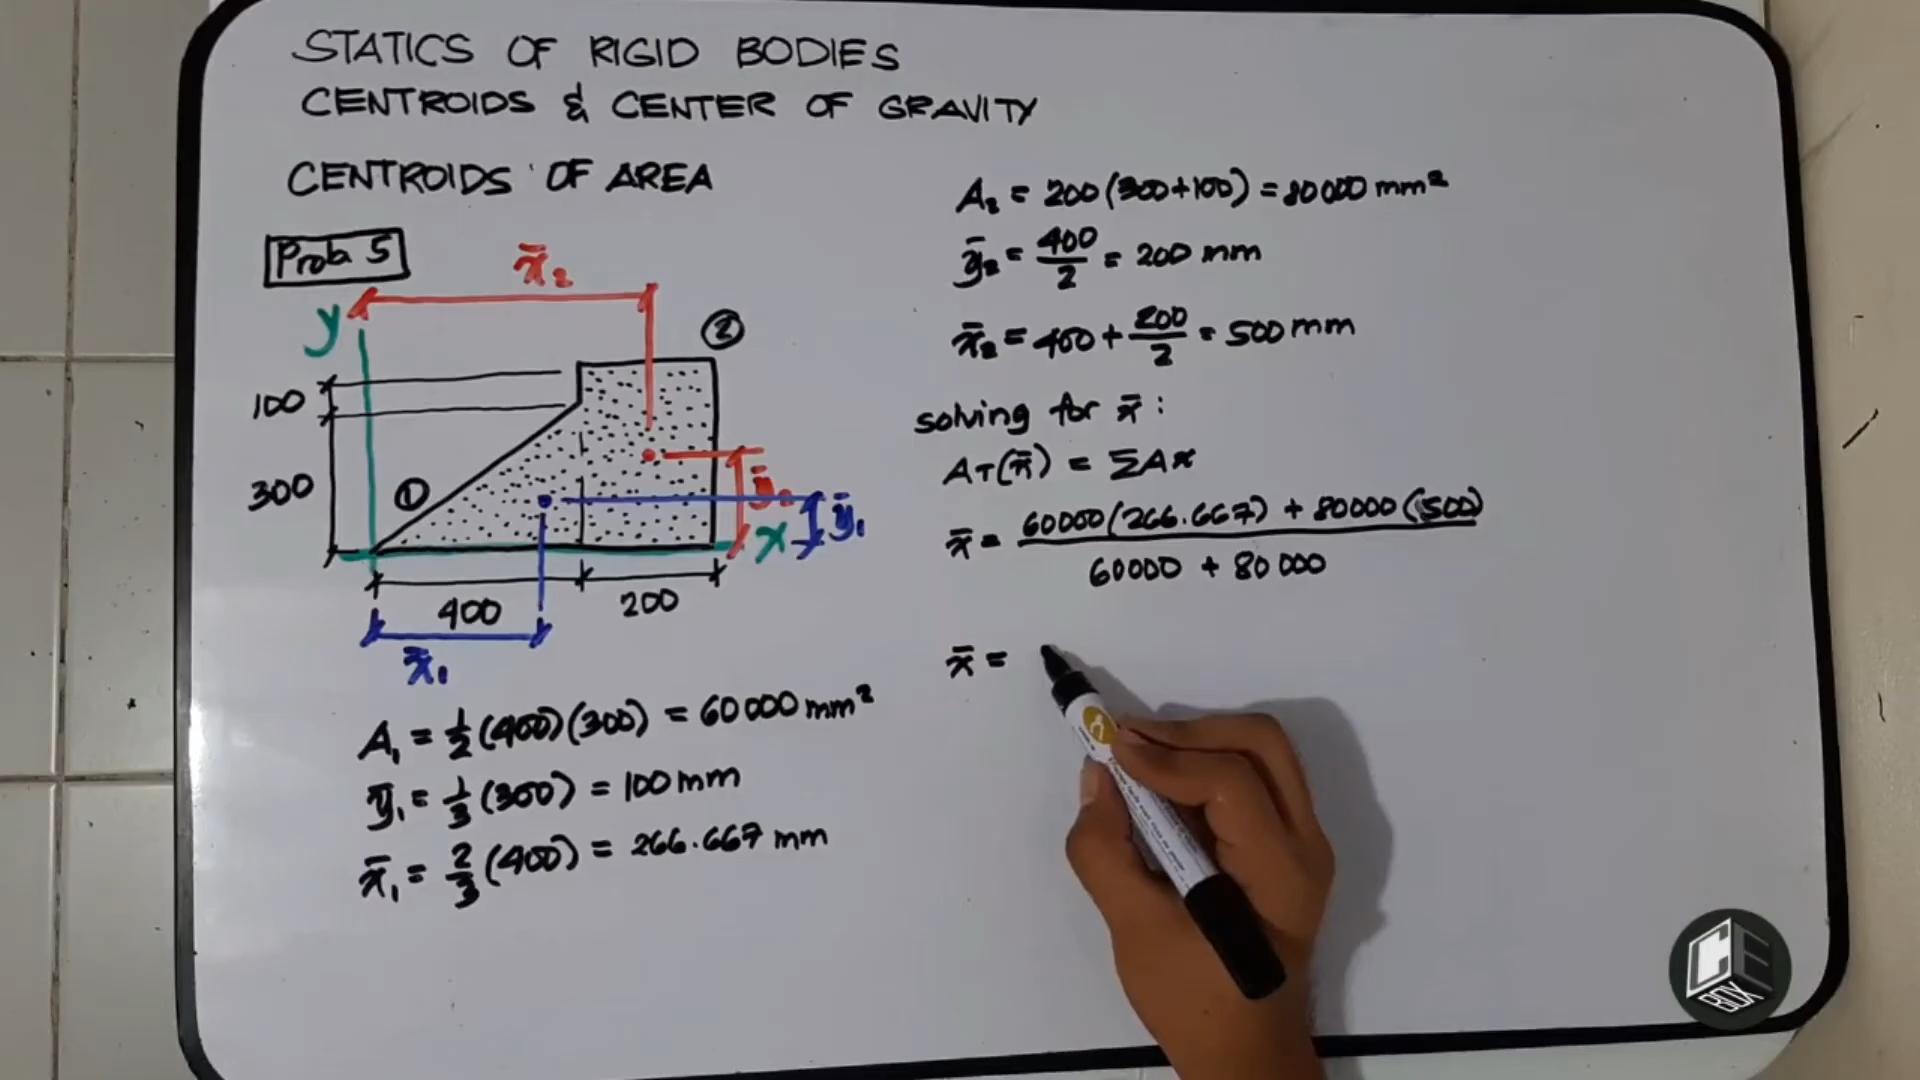 STATICS OF RIGID BODIES
CENTROIDS & CENTER OF GRAVITY
CENTROIDS OF AREA
Prob. 5
x̄₂
y
②
100
300
①
ȳ₂
x
ȳ₁
400
200
x̄₁
A₁ = 1/2 (400)(300) = 60000 mm²
ȳ₁ = 1/3 (300) = 100 mm
x̄₁ = 2/3 (400) = 266.667 mm
A₂ = 200(300+100) = 80000 mm²
ȳ₂ = 400/2 = 200 mm
x̄₂ = 400 + 200/2 = 500 mm
solving for x̄ :
AT(x̄) = ΣAx
x̄ = 60000(266.667) + 80000(500)
60000 + 80000
x̄ =
CE
BOX